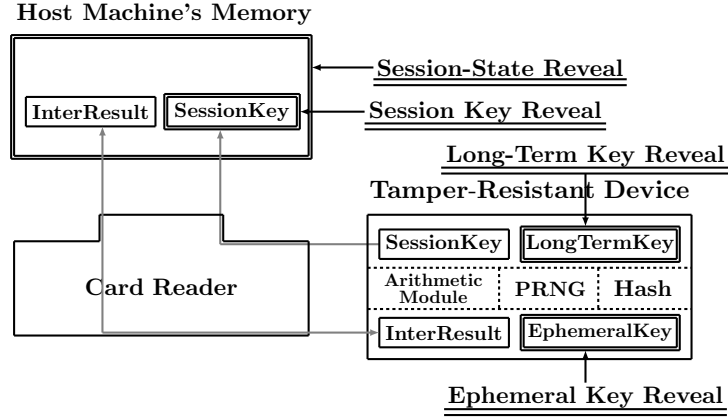 Host Machine's Memory
Session-State Reveal
InterResult
SessionKey
Session Key Reveal
Long-Term Key Reveal
Tamper-Resistant Device
SessionKey
LongTermKey
Card Reader
Arithmetic
Module
PRNG
Hash
InterResult
EphemeralKey
Ephemeral Key Reveal